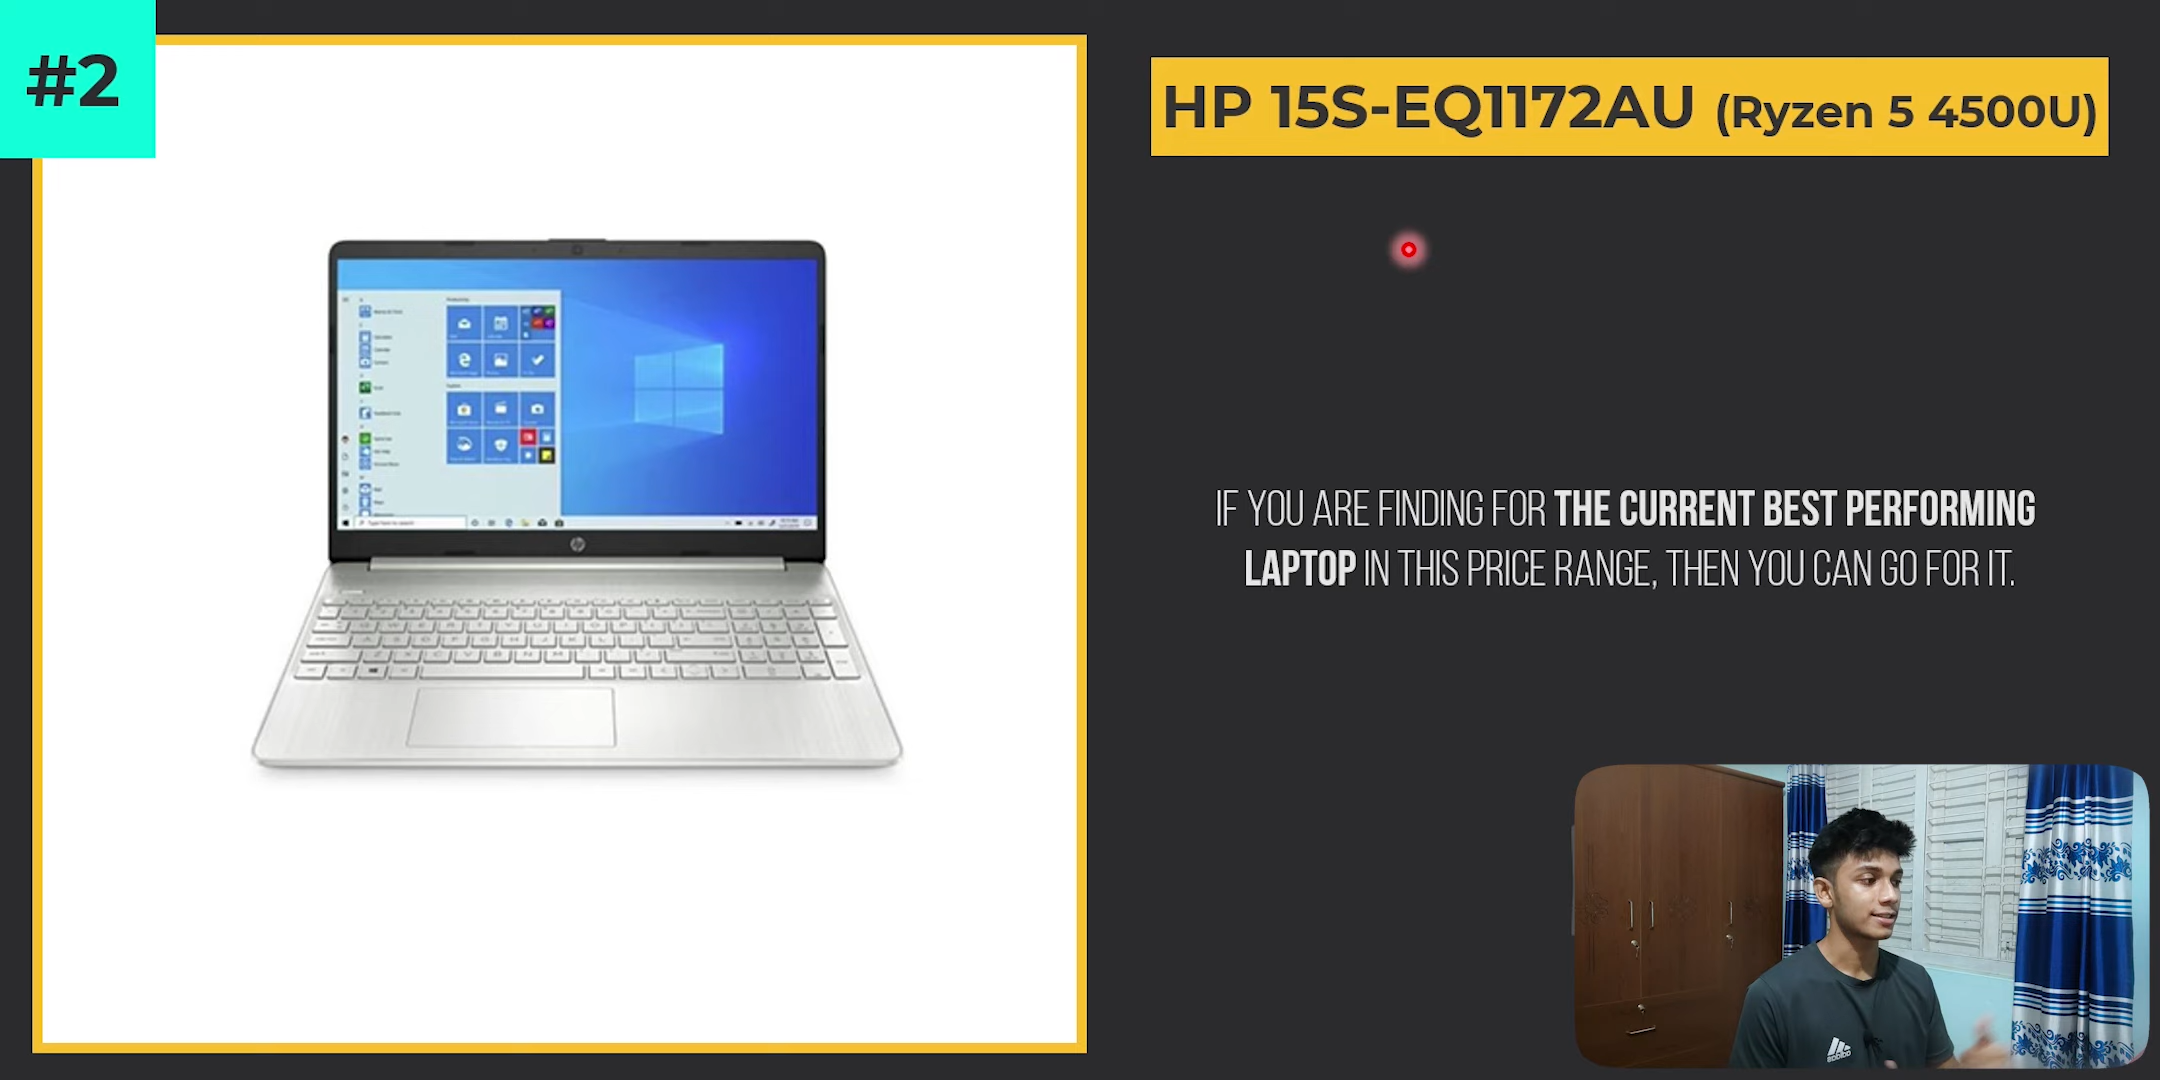 #2
HP 15S-EQ1172AU (Ryzen 5 4500U)
IF YOU ARE FINDING FOR THE CURRENT BEST PERFORMING
LAPTOP IN THIS PRICE RANGE, THEN YOU CAN GO FOR IT.